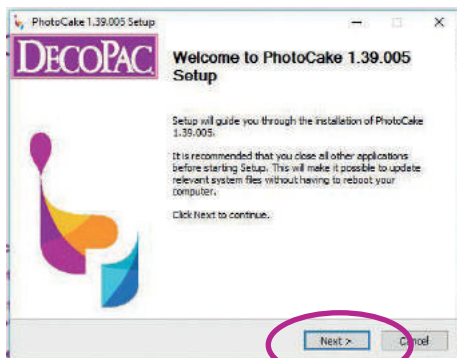 PhotoCake 1.39.005 Setup
DECOPAC
Welcome to PhotoCake 1.39.005
Setup
Setup will guide you through the installation of PhotoCake
1.39.005.
It is recommended that you close all other applications
before starting Setup. This will make it possible to update
relevant system files without having to reboot your
computer.
Click Next to continue.
Next >
Cancel